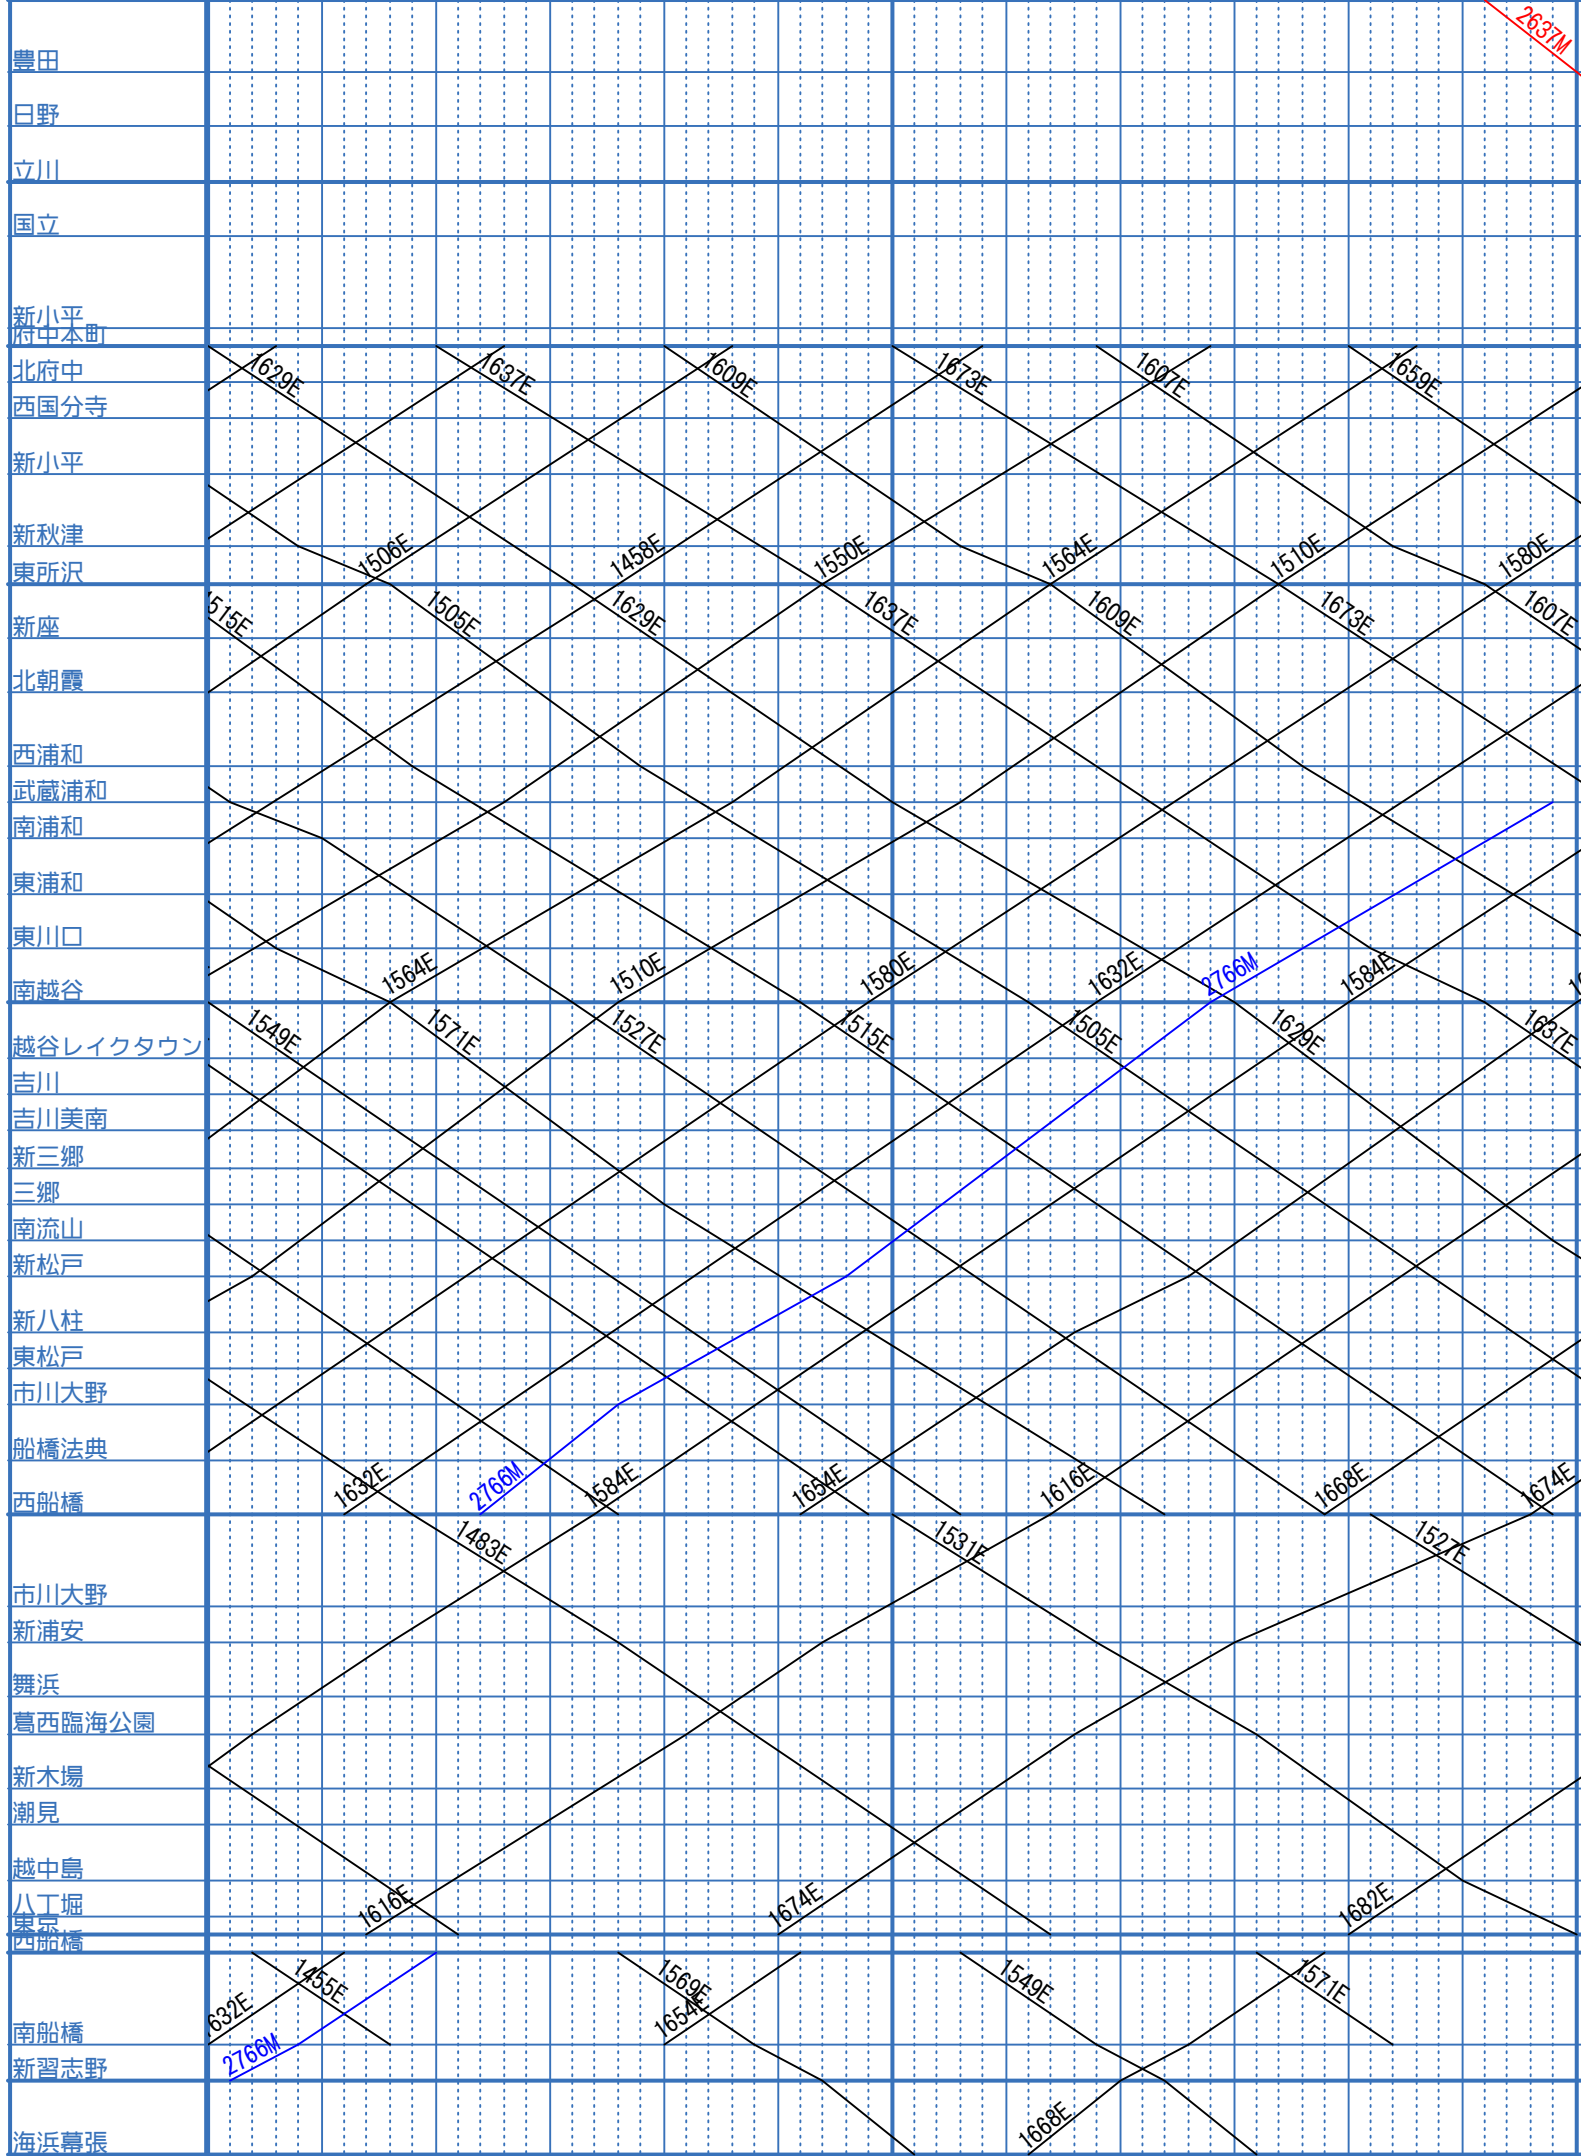 2637M
豊田
日野
立川
国立
新小平
府中本町
北府中
1629E 1637E 1609E 1673E 1607E 1659E
西国分寺
新小平
新秋津
1506E 1458E 1550E 1564E 1510E 1580E
東所沢
515E 1505E 1629E 1637E 1609E 1673E 1607E
新座
北朝霞
西浦和
武蔵浦和
南浦和
東浦和
東川口
1564E 1510E 1580E 1632E 2766M 1584E
南越谷
1549E 1571E 1527E 1515E 1505E 1629E 1637E
越谷レイクタウン
吉川
吉川美南
新三郷
三郷
南流山
新松戸
新八柱
東松戸
市川大野
船橋法典
1632E 2766M 1584E 1654E 1616E 1668E 1674E
西船橋
1483E 1531E 1527E
市川大野
新浦安
舞浜
葛西臨海公園
新木場
潮見
越中島
八丁堀
1616E 1674E 1682E
東京
西船橋
1455E 1569E 1549E 1571E
632E 1654E
南船橋
2766M
新習志野
1668E
海浜幕張